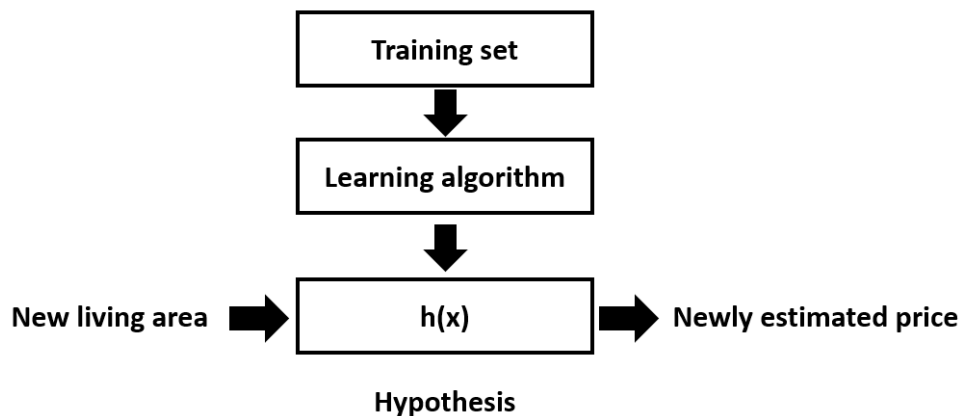 Training set
Learning algorithm
New living area
h(x)
Newly estimated price
Hypothesis